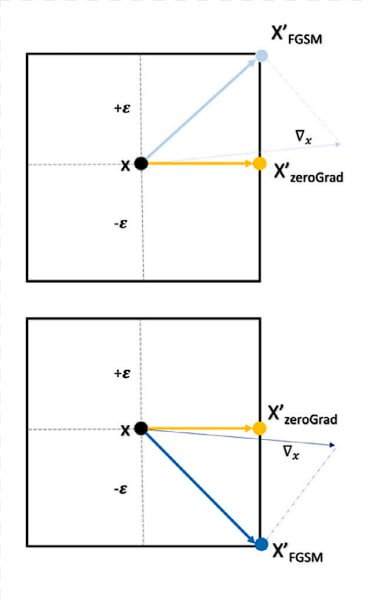 X′FGSM
+ε
∇x
X
X′zeroGrad
-ε
+ε
X′zeroGrad
X
∇x
-ε
X′FGSM